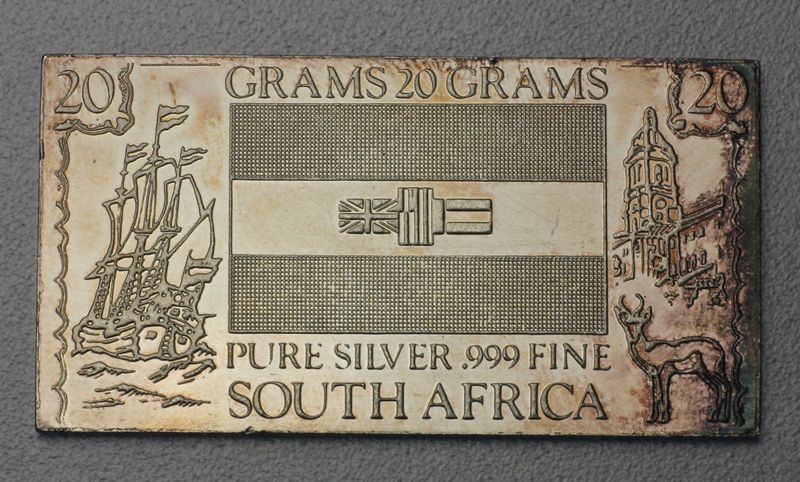 20
GRAMS 20 GRAMS
20
PURE SILVER .999 FINE
SOUTH AFRICA